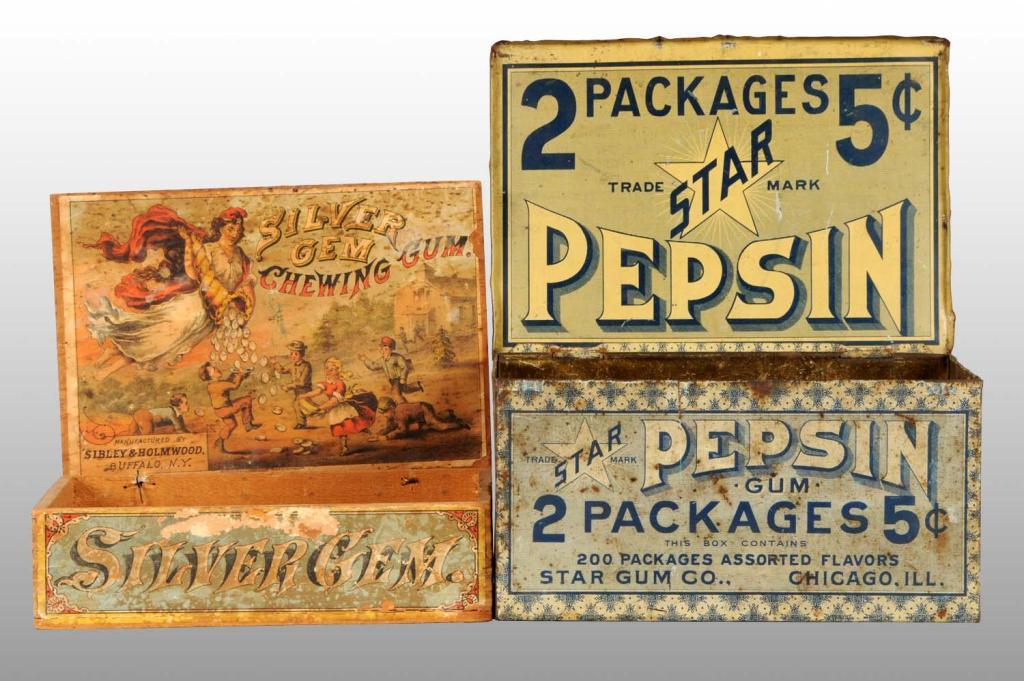 SILVER
GEM
CHEWING GUM.
MANUFACTURED BY
SIBLEY & HOLMWOOD,
BUFFALO, N.Y.
SILVER GEM.
2 PACKAGES 5¢
TRADE STAR MARK
PEPSIN
TRADE STAR MARK PEPSIN
GUM
2 PACKAGES 5¢
THIS BOX CONTAINS
200 PACKAGES ASSORTED FLAVORS
STAR GUM CO., CHICAGO, ILL.